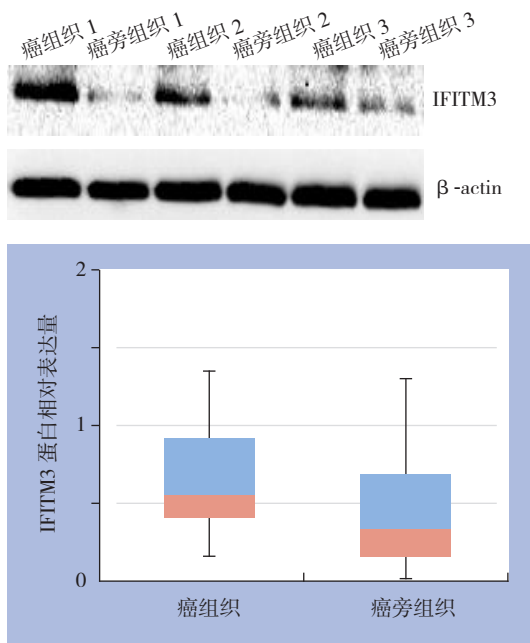 癌组织 1 癌旁组织 1 癌组织 2 癌旁组织 2 癌组织 3 癌旁组织 3
IFITM3
β-actin
IFITM3 蛋白相对表达量
2
1
0
癌组织 癌旁组织